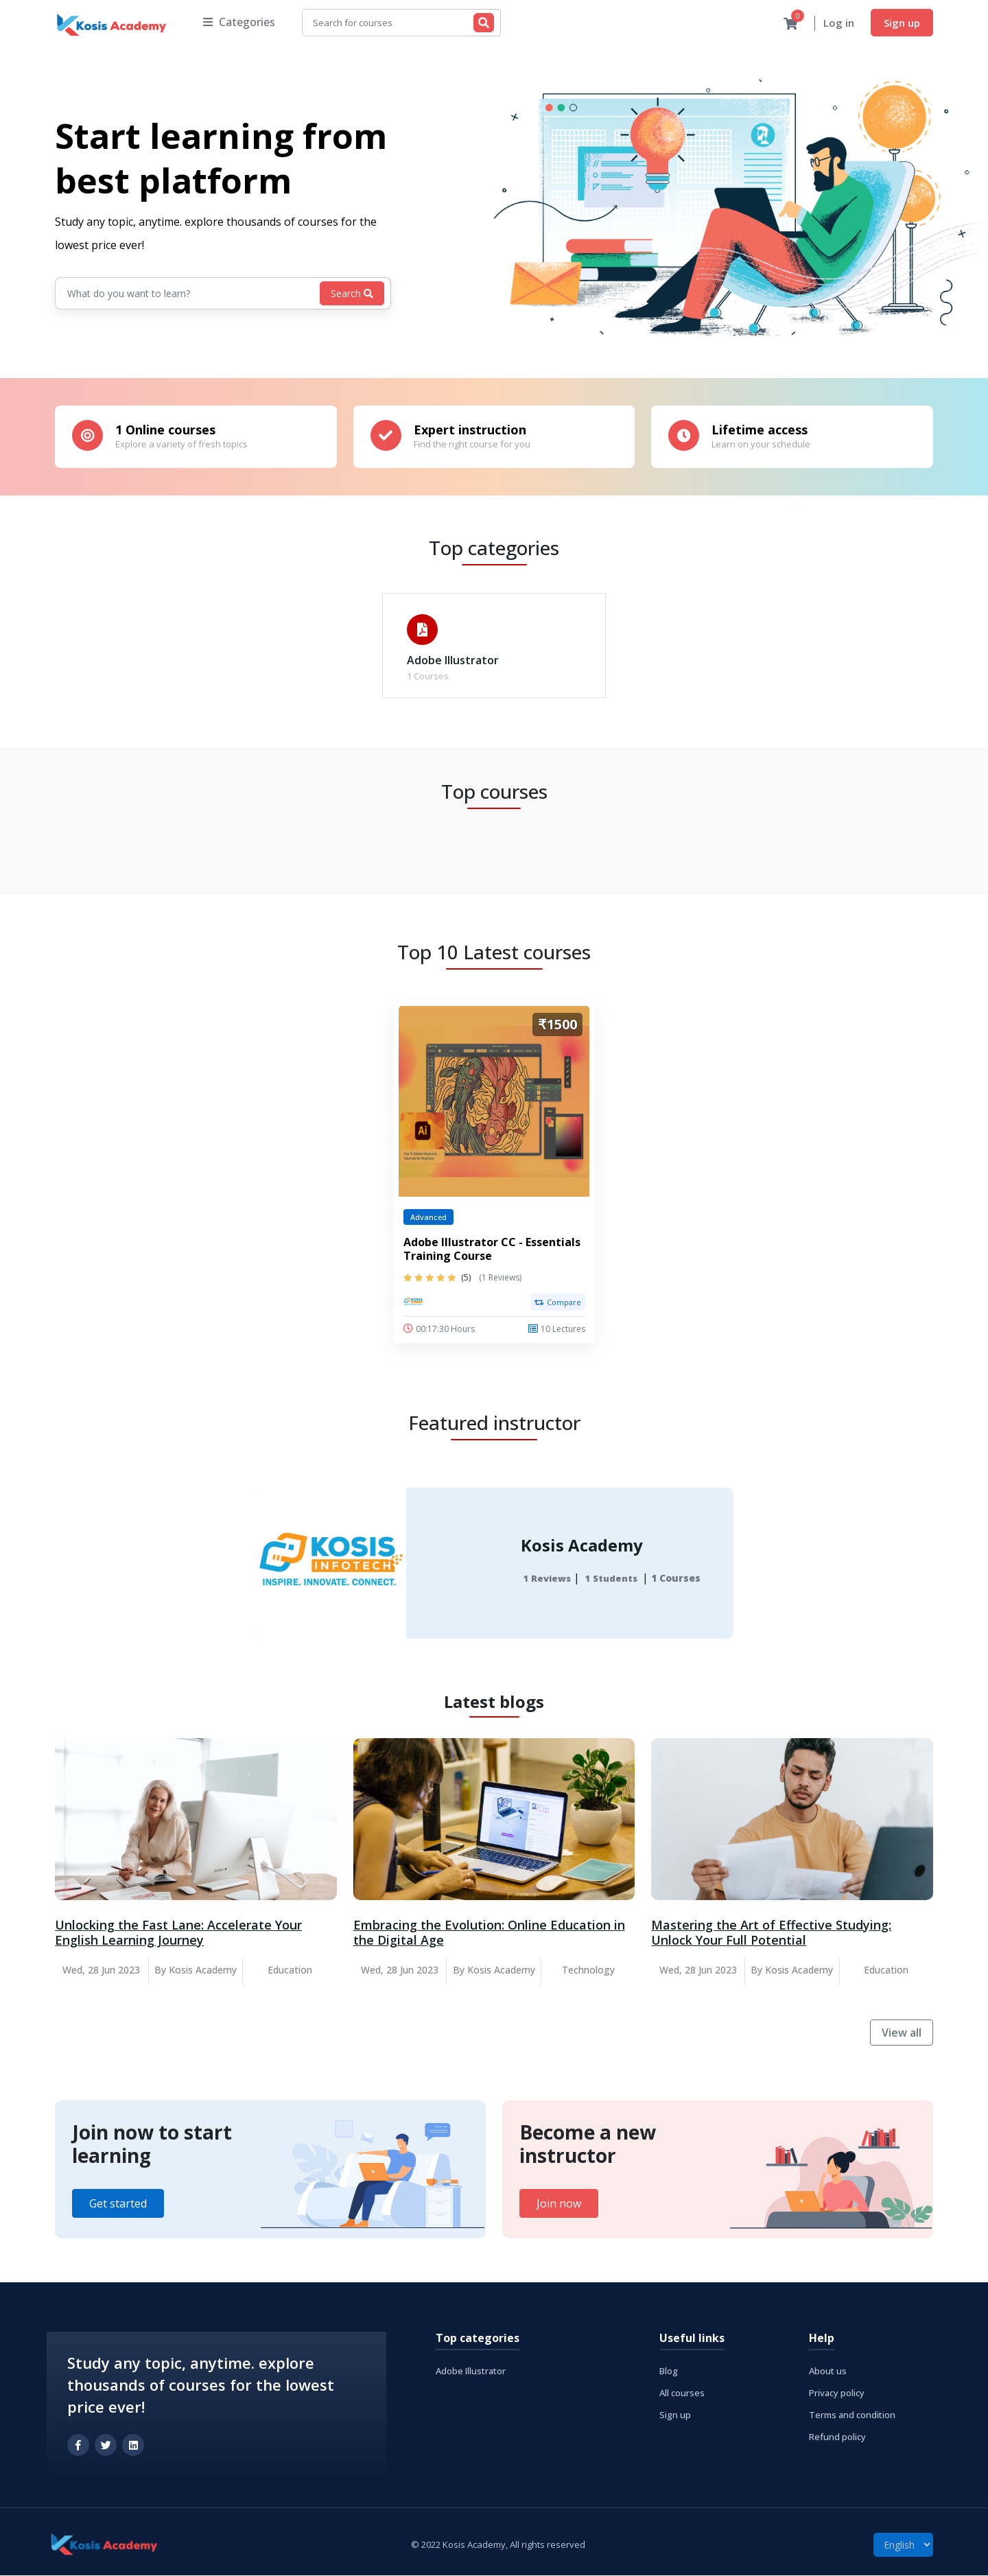 Kosis Academy
Categories
Search for courses
0
Log in
Sign up
Start learning from
best platform
Study any topic, anytime. explore thousands of courses for the
lowest price ever!
What do you want to learn?
Search
1 Online courses
Explore a variety of fresh topics
Expert instruction
Find the right course for you
Lifetime access
Learn on your schedule
Top categories
Adobe Illustrator
1 Courses
Top courses
Top 10 Latest courses
₹1500
Ai
Advanced
Adobe Illustrator CC - Essentials
Training Course
(5) (1 Reviews)
Compare
00:17:30 Hours
10 Lectures
Featured instructor
KOSIS
INFOTECH
INSPIRE. INNOVATE. CONNECT.
Kosis Academy
1 Reviews | 1 Students | 1 Courses
Latest blogs
Unlocking the Fast Lane: Accelerate Your
English Learning Journey
Wed, 28 Jun 2023 By Kosis Academy Education
Embracing the Evolution: Online Education in
the Digital Age
Wed, 28 Jun 2023 By Kosis Academy Technology
Mastering the Art of Effective Studying:
Unlock Your Full Potential
Wed, 28 Jun 2023 By Kosis Academy Education
View all
Join now to start
learning
Get started
Become a new
instructor
Join now
Study any topic, anytime. explore
thousands of courses for the lowest
price ever!
Top categories
Adobe Illustrator
Useful links
Blog
All courses
Sign up
Help
About us
Privacy policy
Terms and condition
Refund policy
Kosis Academy
© 2022 Kosis Academy, All rights reserved
English